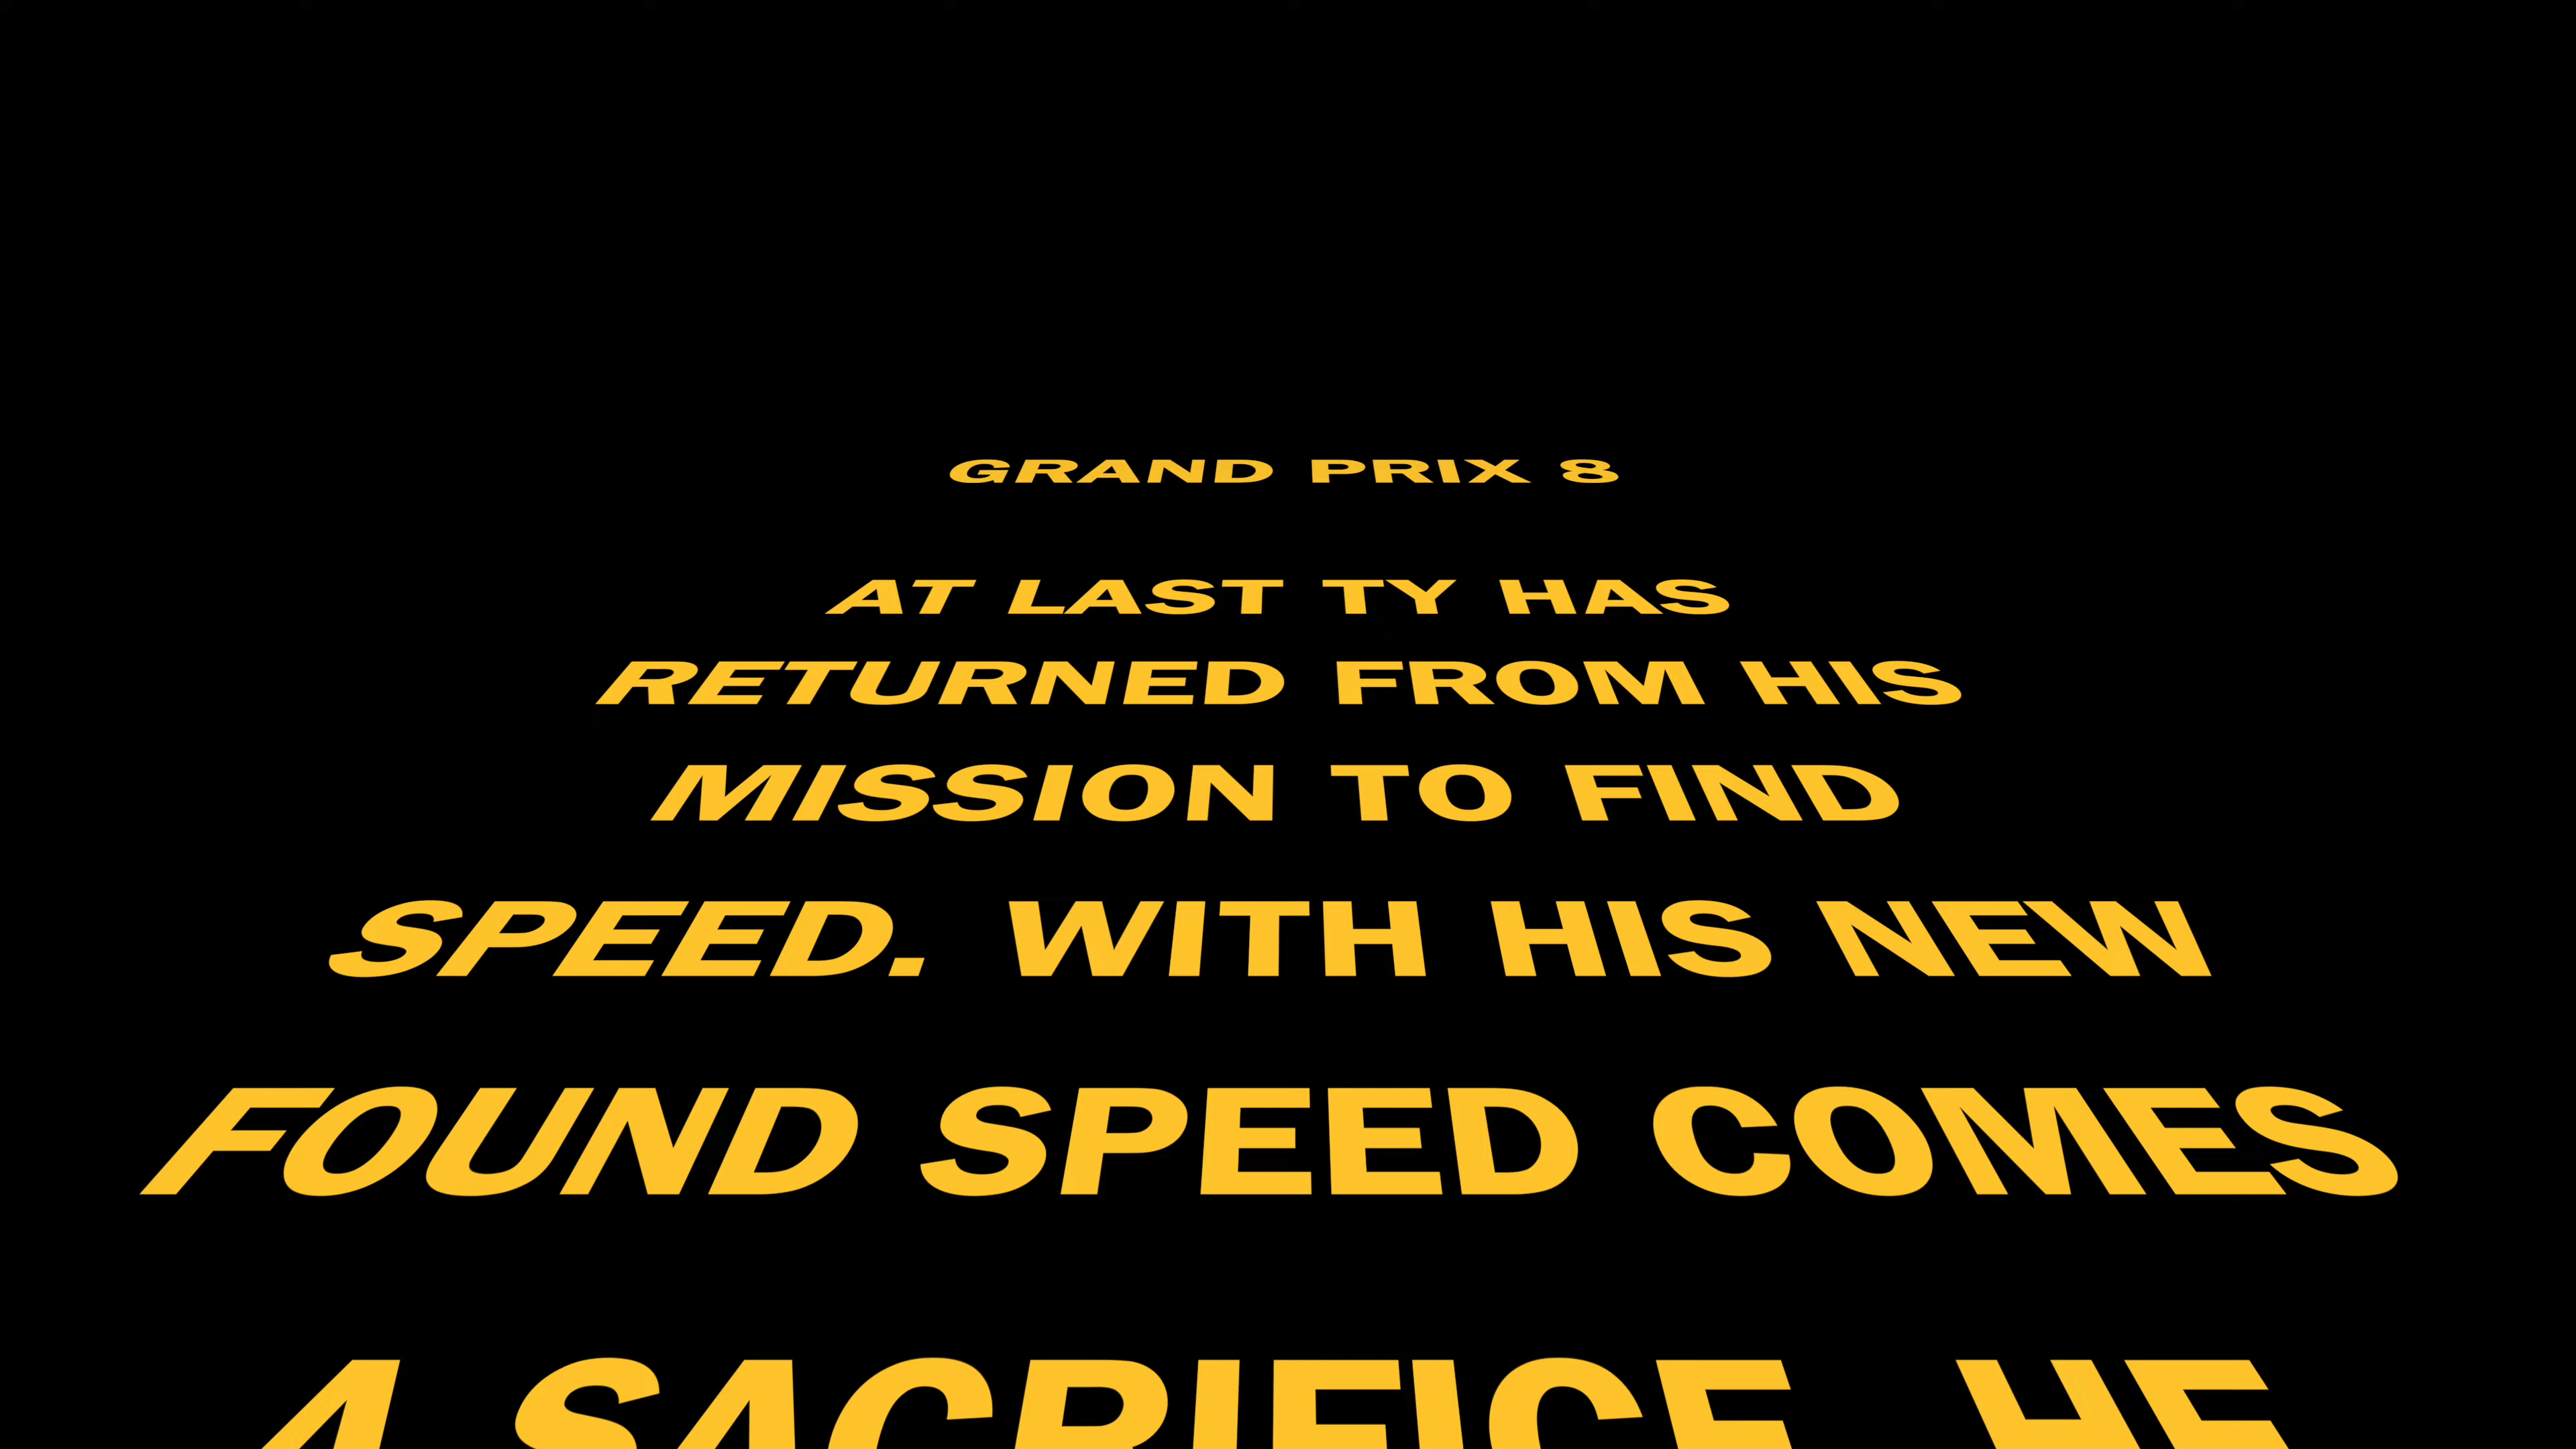 GRAND PRIX 8
AT LAST TY HAS
RETURNED FROM HIS
MISSION TO FIND
SPEED. WITH HIS NEW
FOUND SPEED COMES
A SACRIFICE. HE